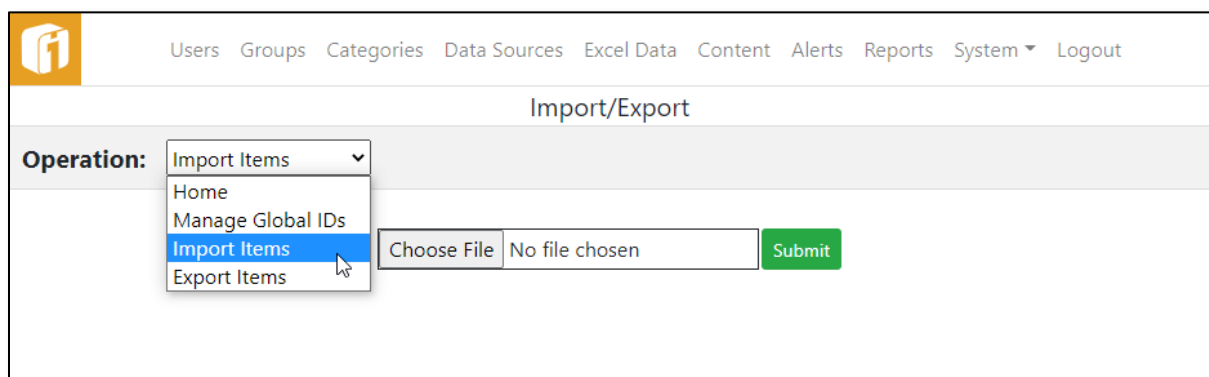 Users Groups Categories Data Sources Excel Data Content Alerts Reports System Logout
Import/Export
Operation: Import Items
Home
Manage Global IDs
Import Items
Choose File No file chosen Submit
Export Items